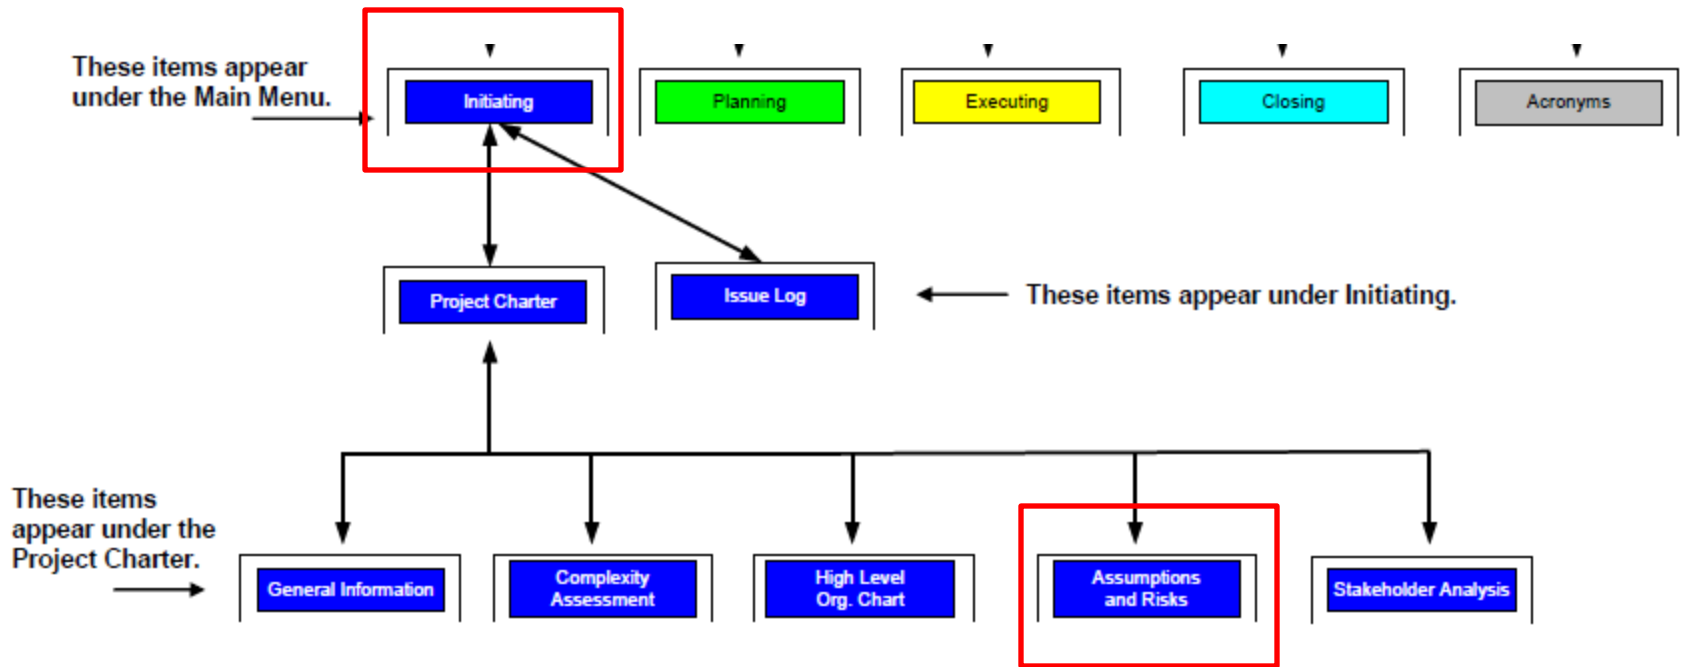 These items appear
under the Main Menu.
Initiating
Planning
Executing
Closing
Acronyms
Project Charter
Issue Log
These items appear under Initiating.
These items
appear under the
Project Charter.
General Information
Complexity
Assessment
High Level
Org. Chart
Assumptions
and Risks
Stakeholder Analysis